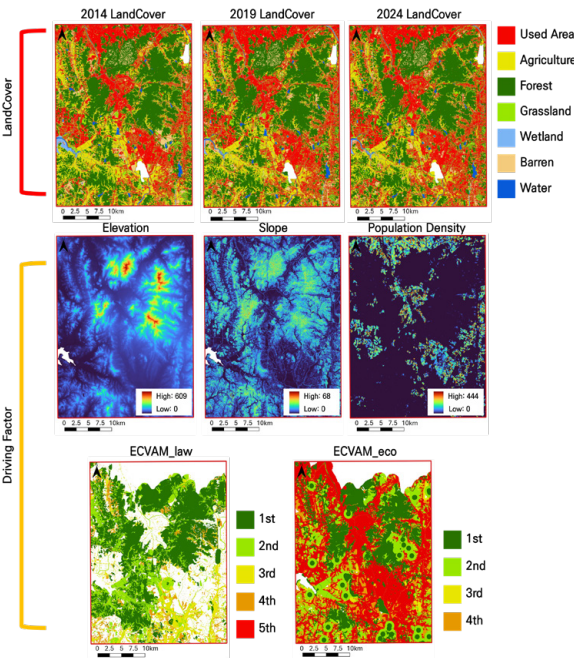 2014 LandCover
2019 LandCover
2024 LandCover
LandCover
Used Area
Agriculture
Forest
Grassland
Wetland
Barren
Water
0 2.5 5 7.5 10km
0 2.5 5 7.5 10km
0 2.5 5 7.5 10km
Elevation
Slope
Population Density
Driving Factor
High: 609
Low: 0
High: 68
Low: 0
High: 444
Low: 0
0 2.5 5 7.5 10km
0 2.5 5 7.5 10km
0 2.5 5 7.5 10km
ECVAM_law
ECVAM_eco
1st
2nd
3rd
4th
5th
1st
2nd
3rd
4th
0 2.5 5 7.5 10km
0 2.5 5 7.5 10km